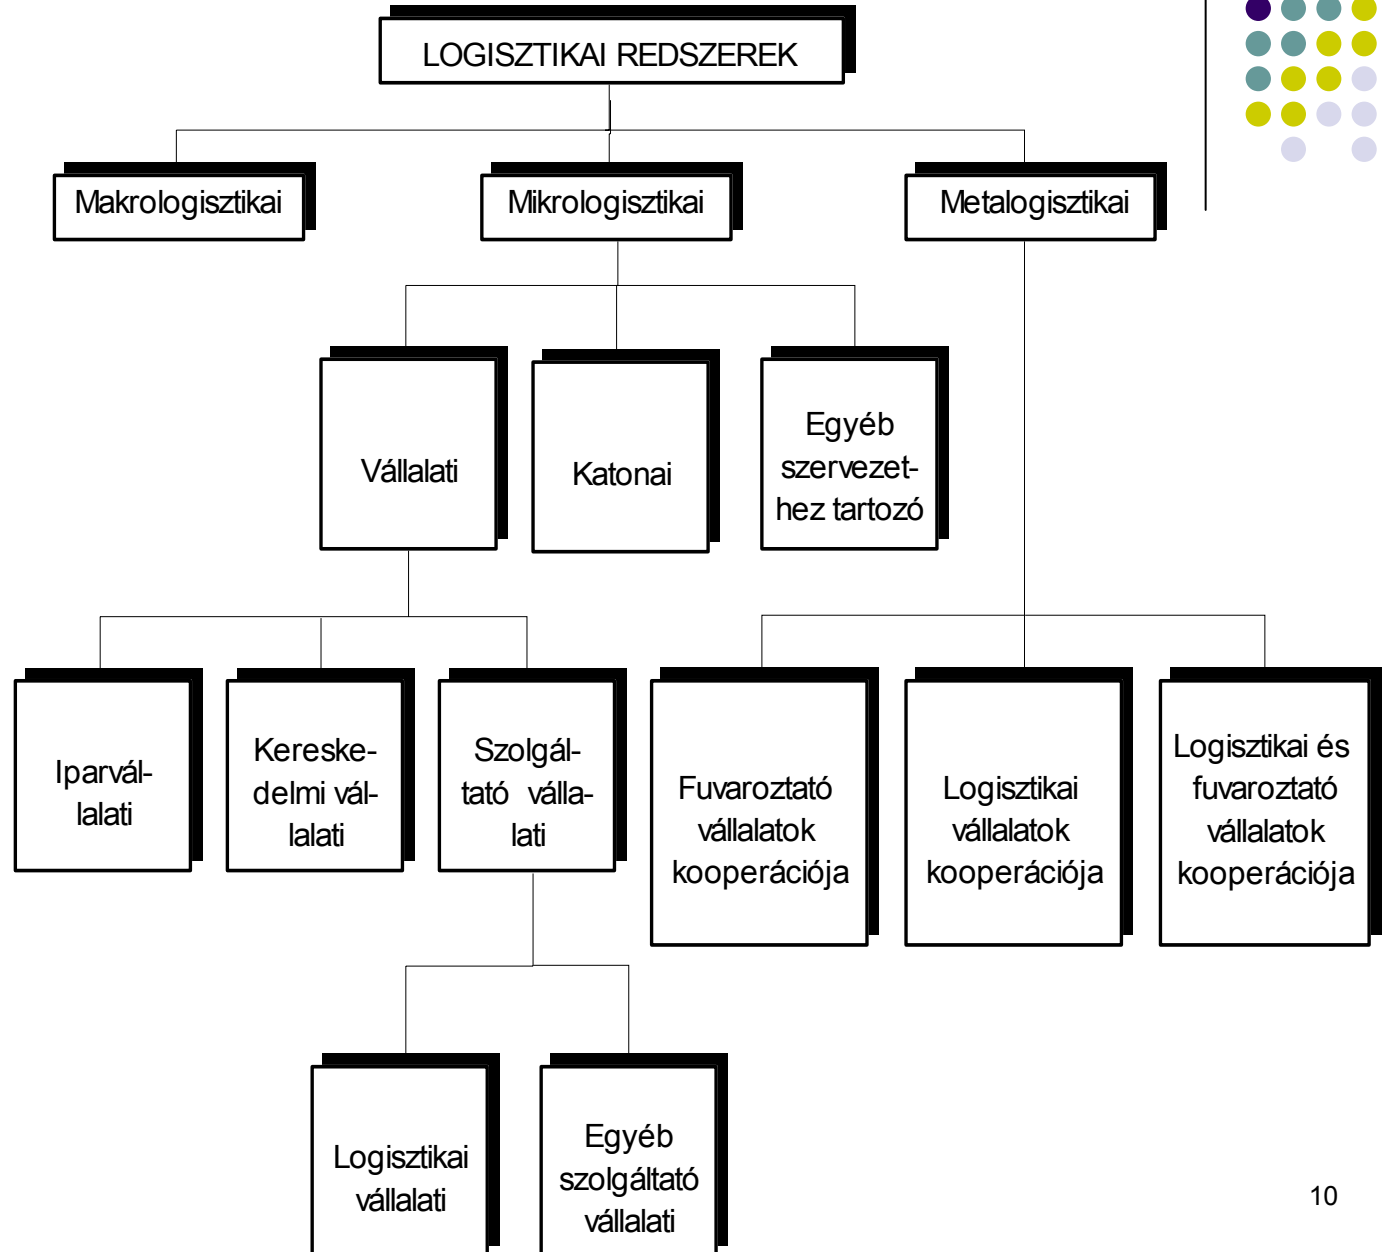 LOGISZTIKAI REDSZEREK
Makrologisztikai
Mikrologisztikai
Metalogisztikai
Vállalati
Katonai
Egyéb
szervezet-
hez tartozó
Iparvál-
lalati
Kereske-
delmi vál-
lalati
Szolgál-
tató válla-
lati
Fuvaroztató
vállalatok
kooperációja
Logisztikai
vállalatok
kooperációja
Logisztikai és
fuvaroztató
vállalatok
kooperációja
Logisztikai
vállalati
Egyéb
szolgáltató
vállalati
10